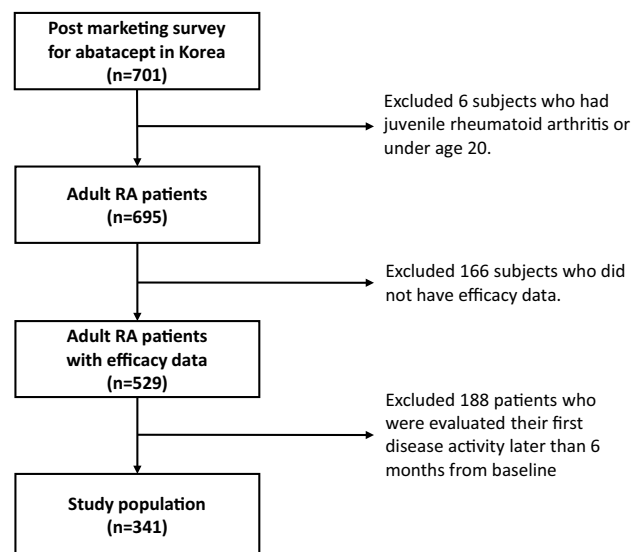 Post marketing survey
for abatacept in Korea
(n=701)
Excluded 6 subjects who had
juvenile rheumatoid arthritis or
under age 20.
Adult RA patients
(n=695)
Excluded 166 subjects who did
not have efficacy data.
Adult RA patients
with efficacy data
(n=529)
Excluded 188 patients who
were evaluated their first
disease activity later than 6
months from baseline
Study population
(n=341)